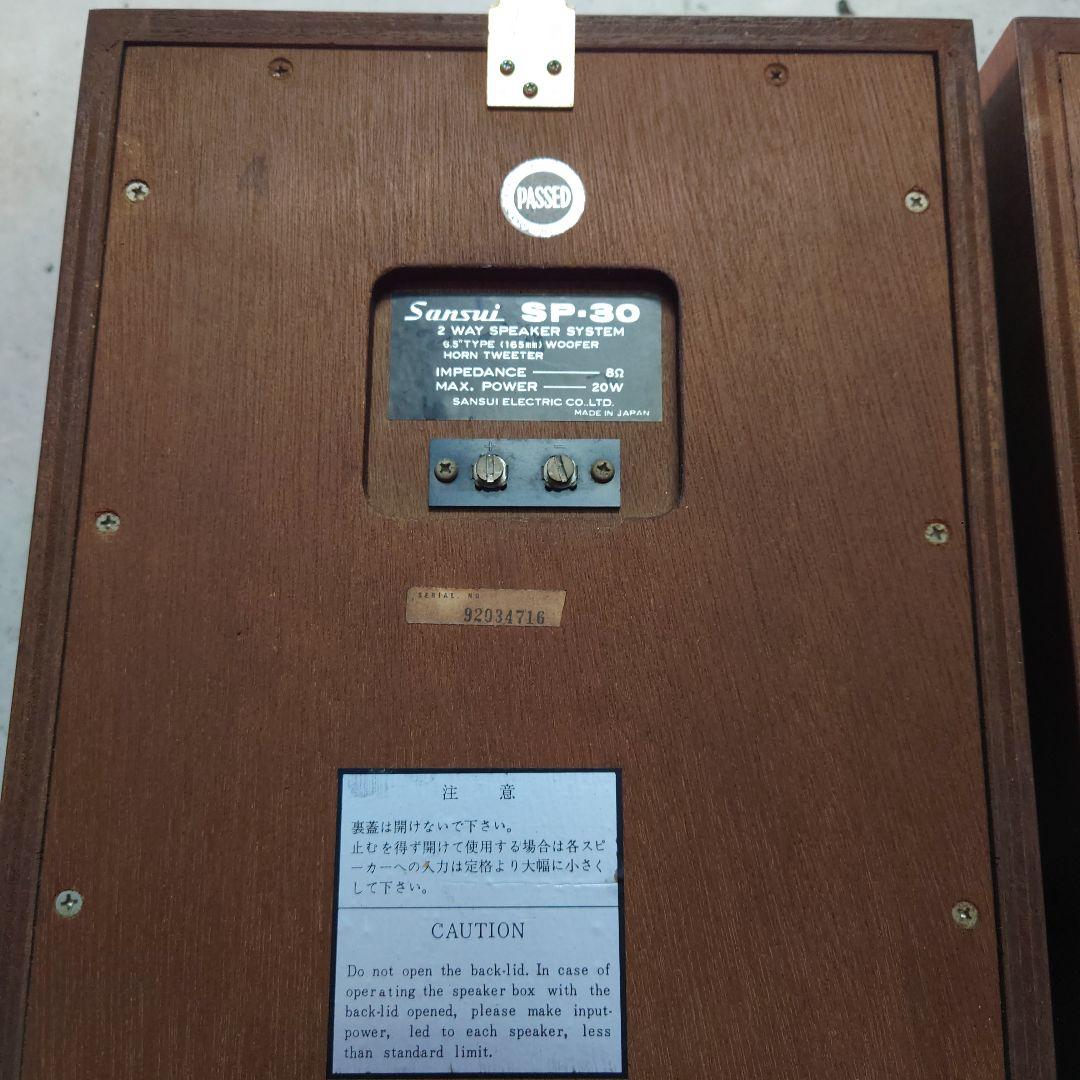 PASSED
Sansui SP-30
2 WAY SPEAKER SYSTEM
6.5" TYPE (165mm) WOOFER
HORN TWEETER
IMPEDANCE 8Ω
MAX. POWER 20W
SANSUI ELECTRIC CO.,LTD.
MADE IN JAPAN
+ −
SERIAL. NO
92034716
注 意
裏蓋は開けないで下さい。
止むを得ず開けて使用する場合は各スピ
ーカーへの入力は定格より大幅に小さく
して下さい。
CAUTION
Do not open the back-lid. In case of
operating the speaker box with the
back-lid opened, please make input-
power, led to each speaker, less
than standard limit.